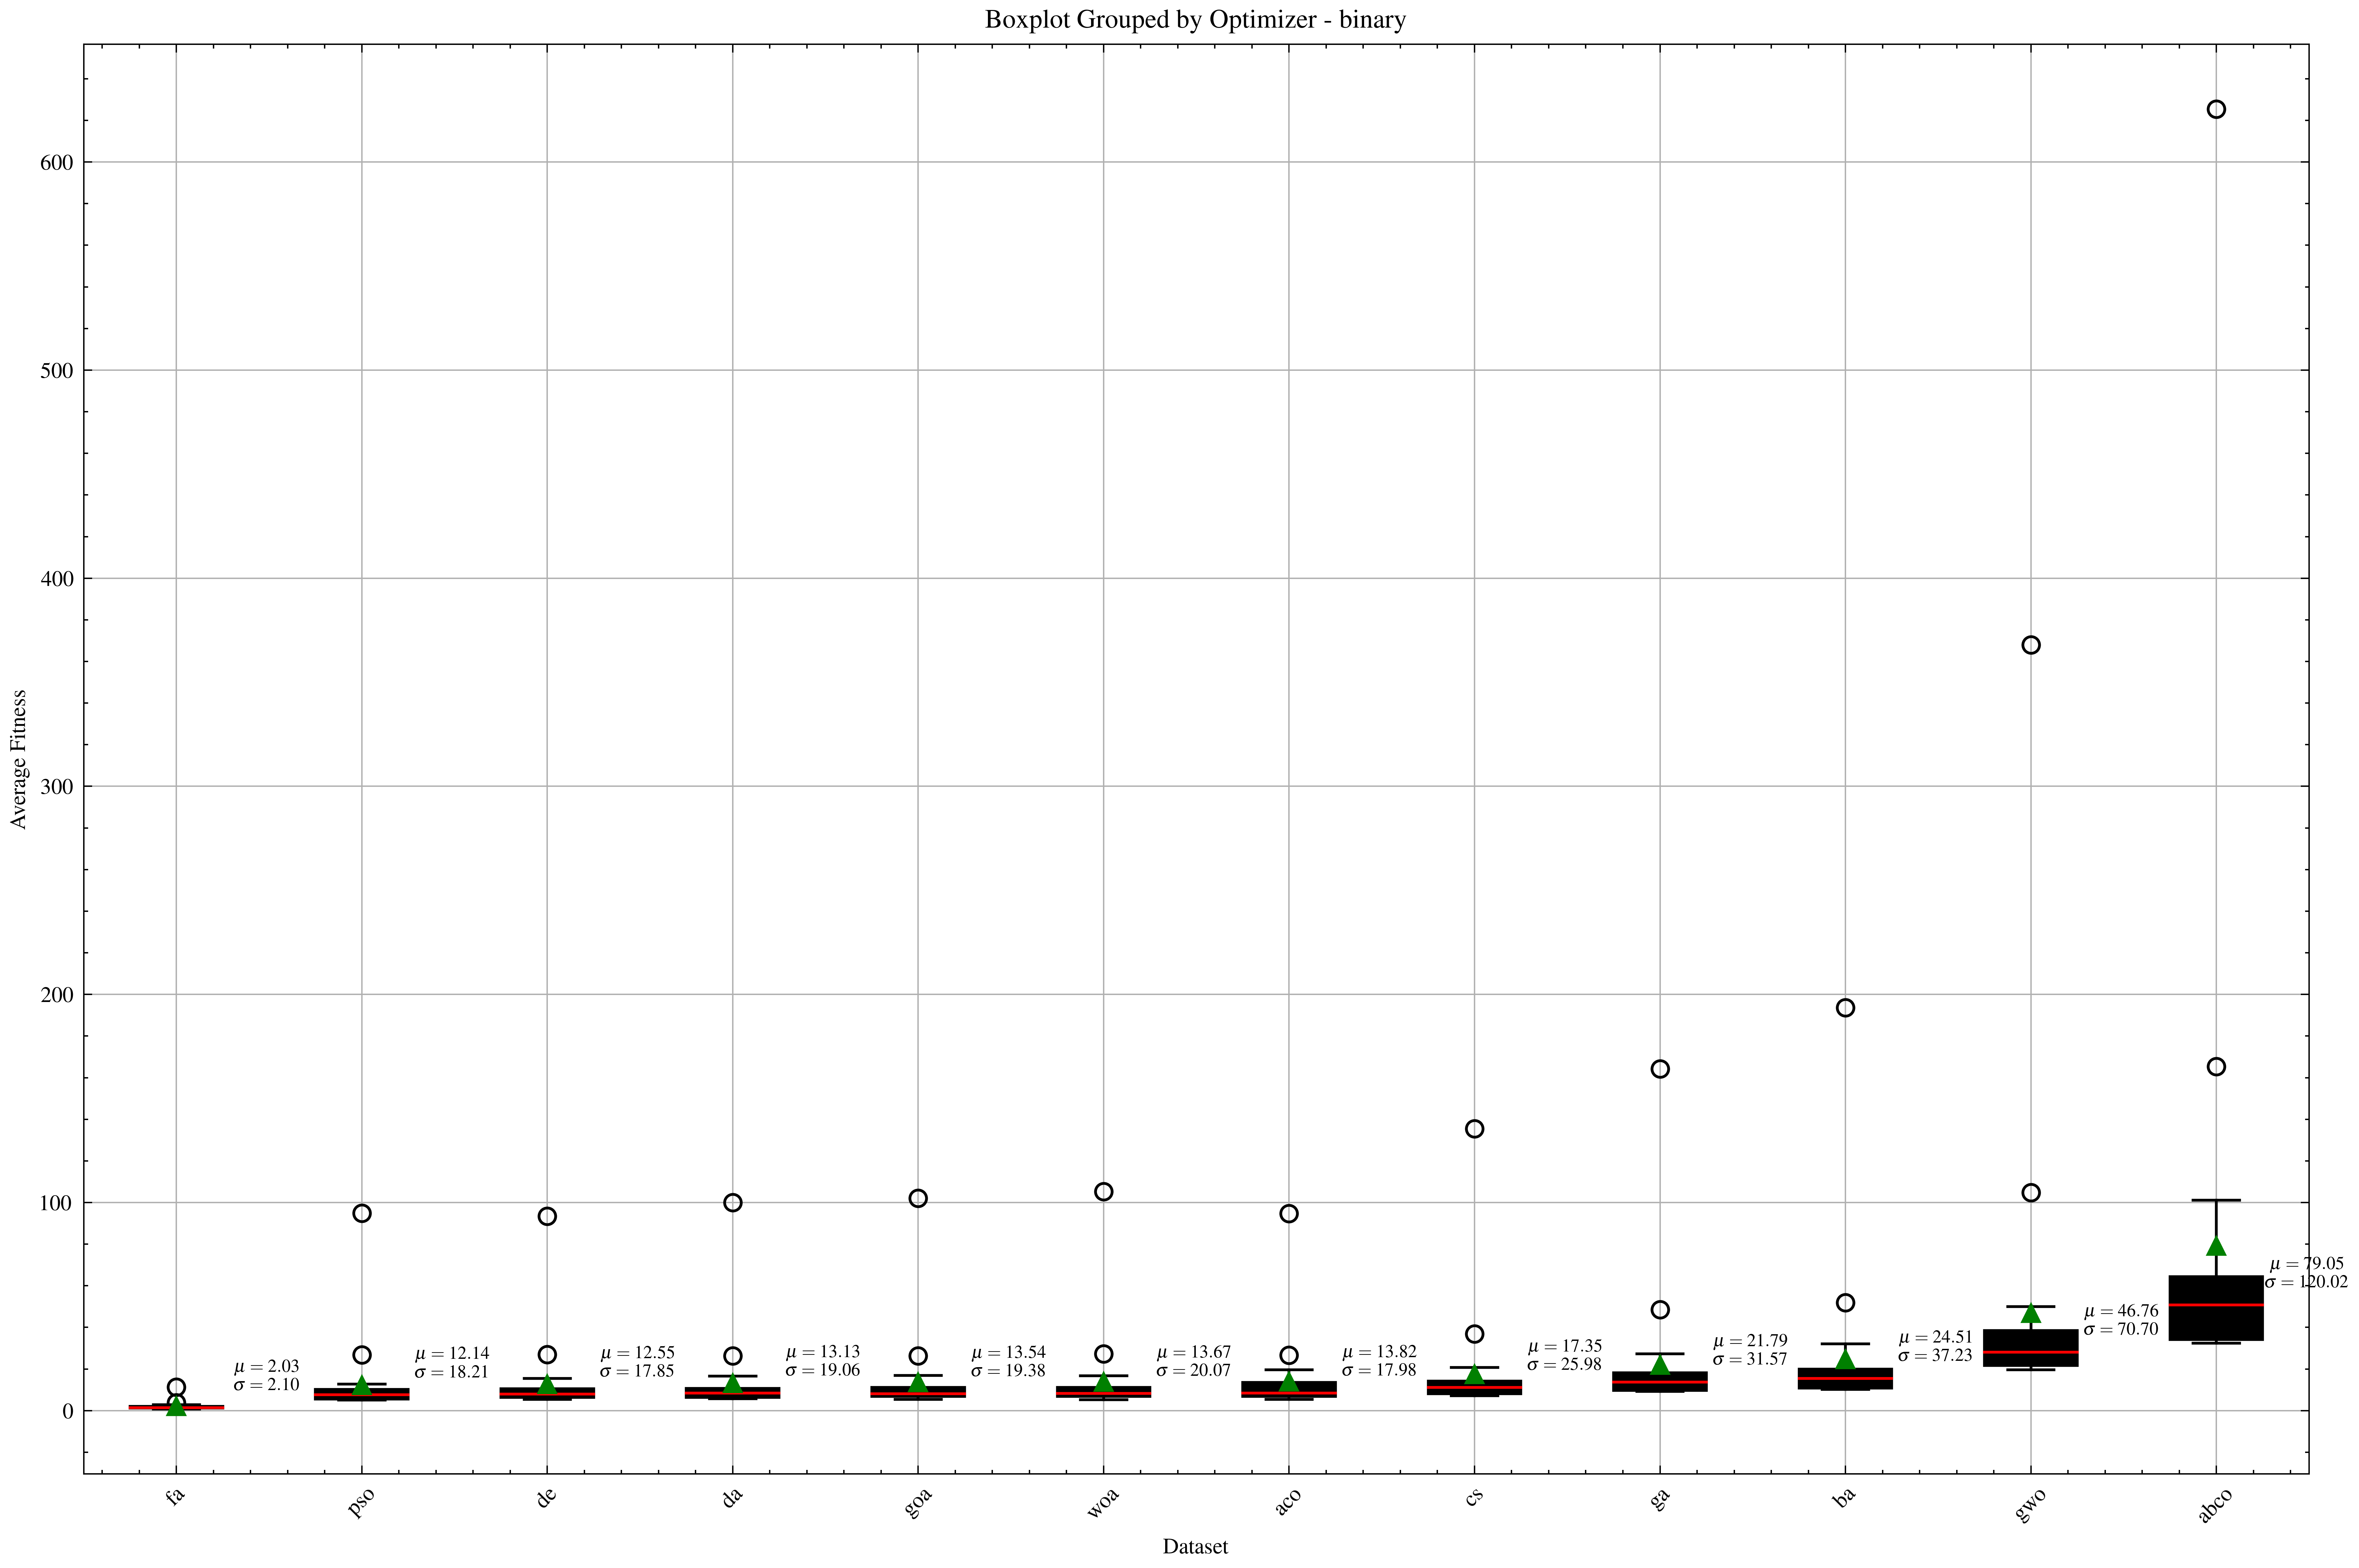 Boxplot Grouped by Optimizer - binary
Average Fitness
600
500
400
300
200
100
0
μ = 2.03
σ = 2.10
μ = 12.14
σ = 18.21
μ = 12.55
σ = 17.85
μ = 13.13
σ = 19.06
μ = 13.54
σ = 19.38
μ = 13.67
σ = 20.07
μ = 13.82
σ = 17.98
μ = 17.35
σ = 25.98
μ = 21.79
σ = 31.57
μ = 24.51
σ = 37.23
μ = 46.76
σ = 70.70
μ = 79.05
σ = 120.02
fa
pso
de
da
goa
woa
aco
cs
ga
ba
gwo
abco
Dataset